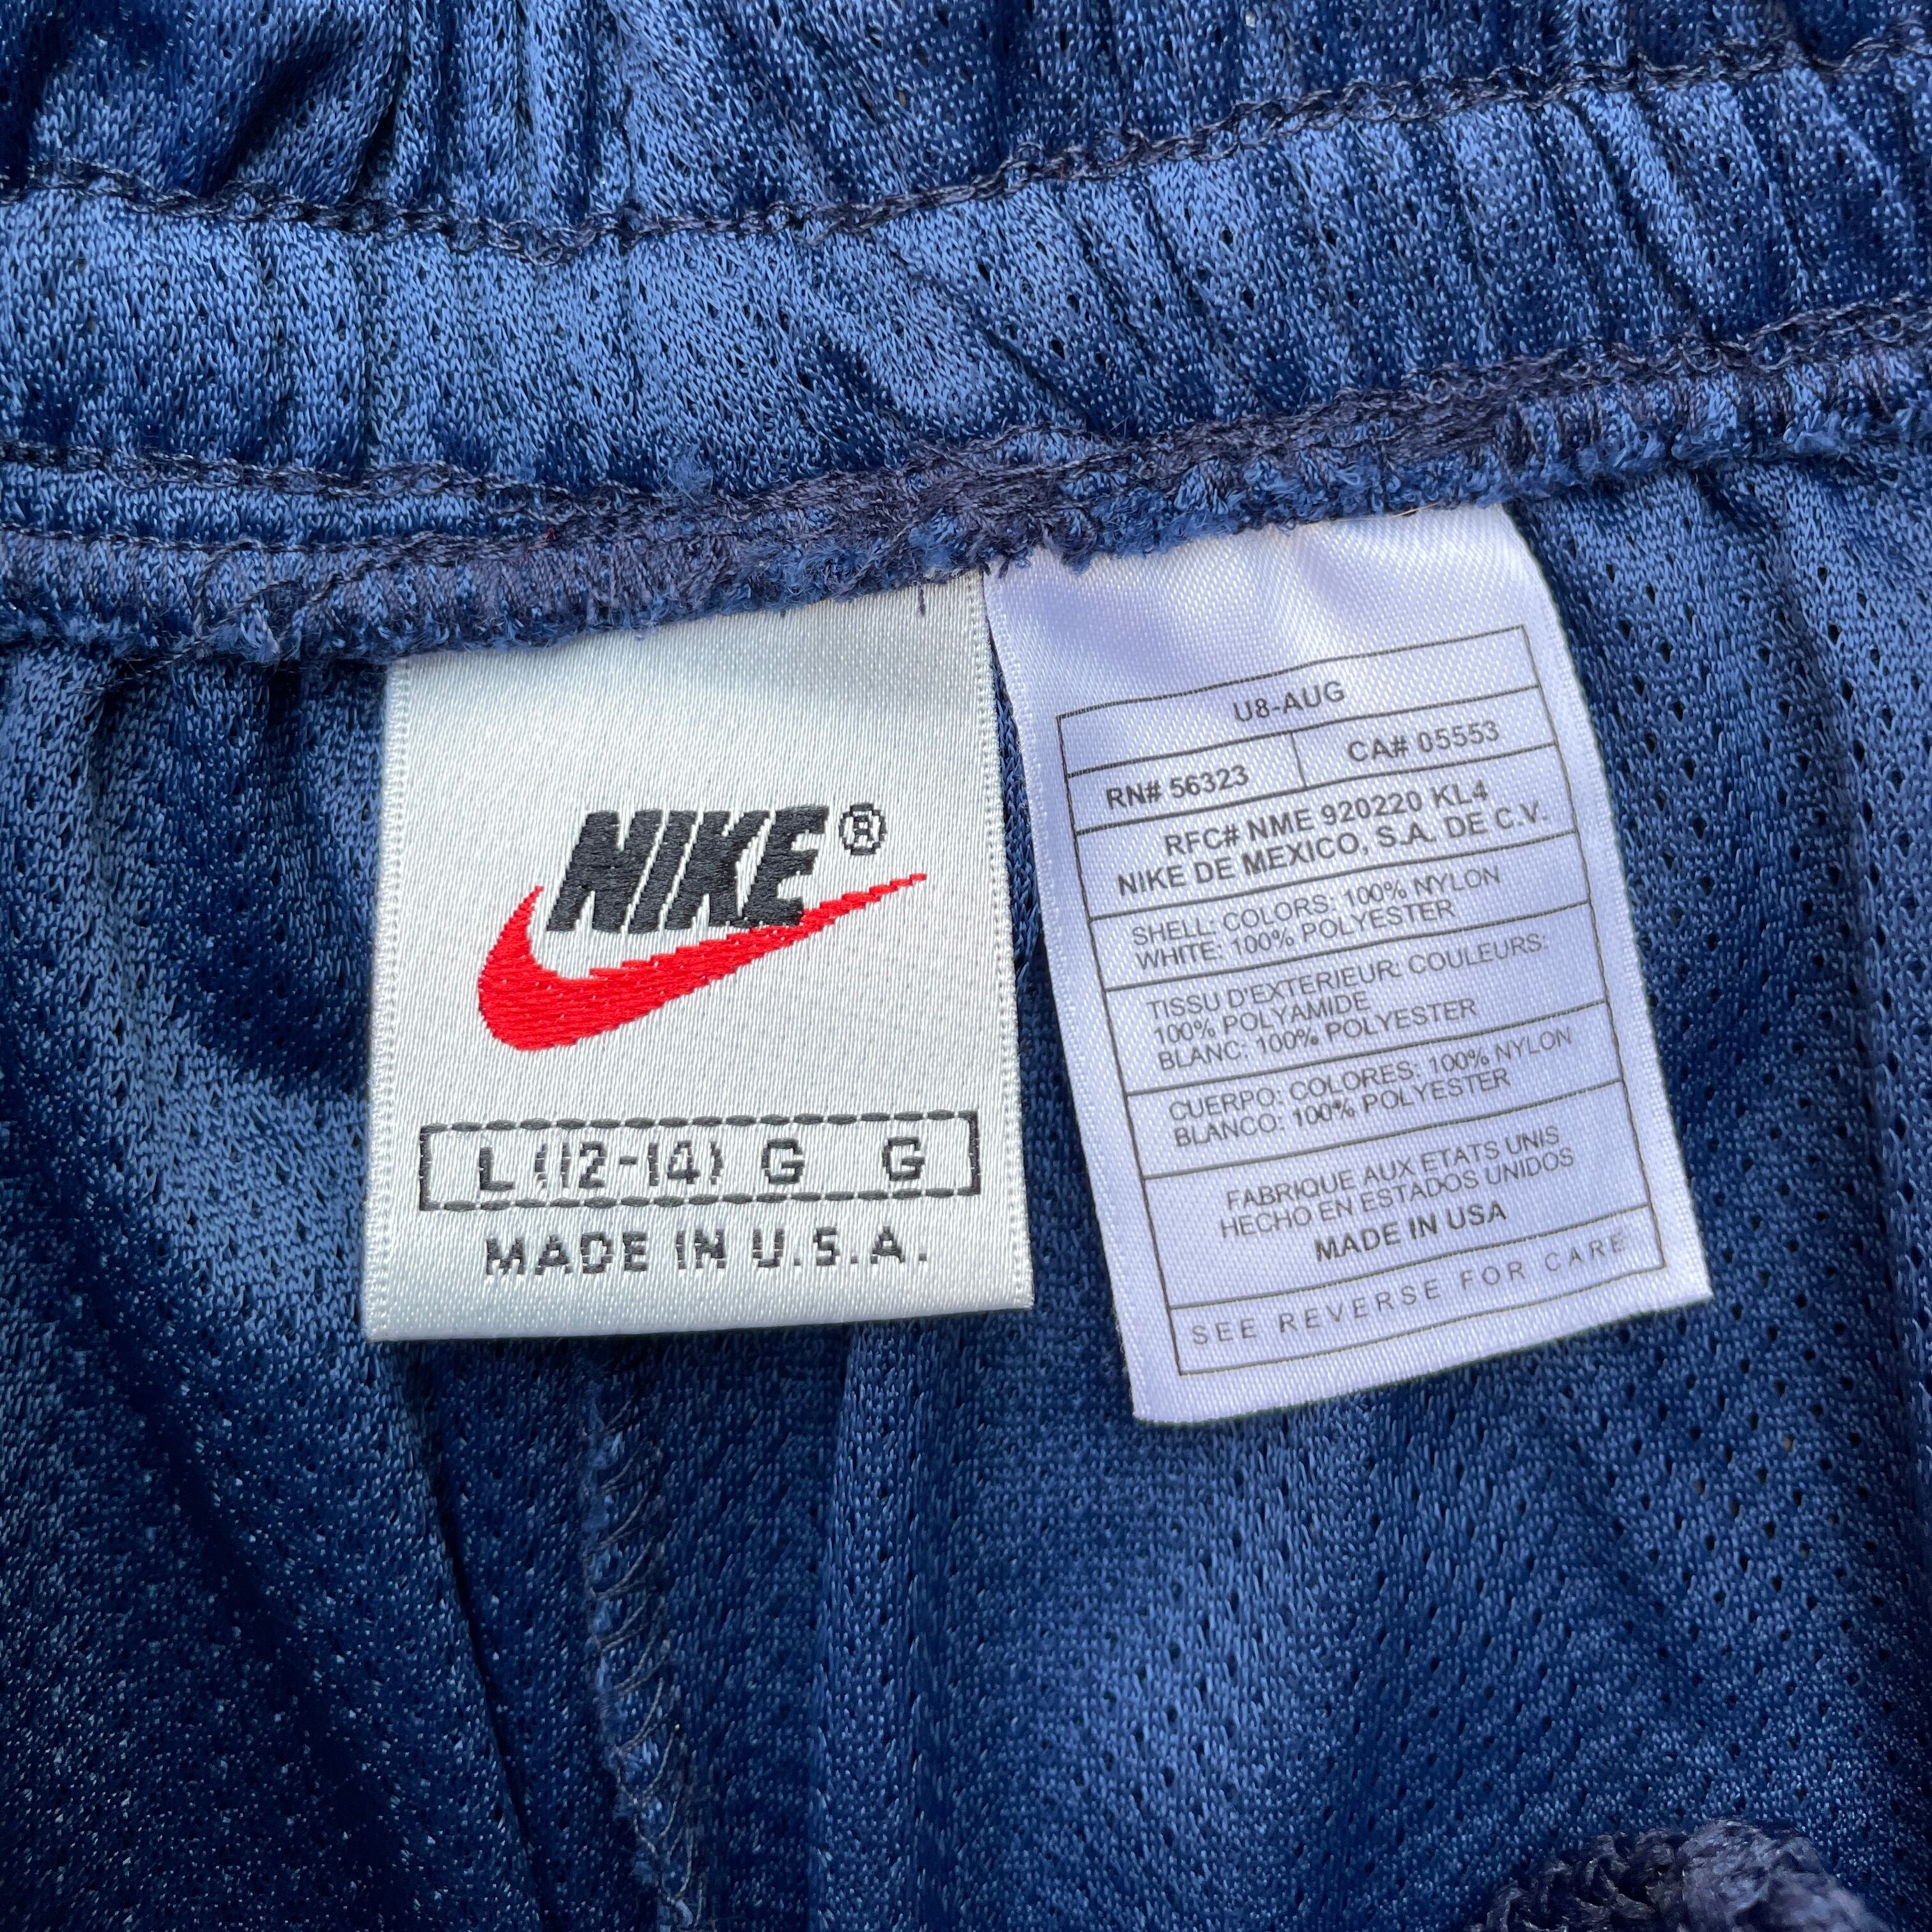 NIKE®
L (12-14) G G
MADE IN U.S.A.
U8-AUG
RN# 56323 CA# 05553
RFC# NME 920220 KL4
NIKE DE MEXICO, S.A. DE C.V.
SHELL: COLORS: 100% NYLON
WHITE: 100% POLYESTER
TISSU D'EXTERIEUR: COULEURS:
100% POLYAMIDE
BLANC: 100% POLYESTER
CUERPO: COLORES: 100% NYLON
BLANCO: 100% POLYESTER
FABRIQUE AUX ETATS UNIS
HECHO EN ESTADOS UNIDOS
MADE IN USA
SEE REVERSE FOR CARE